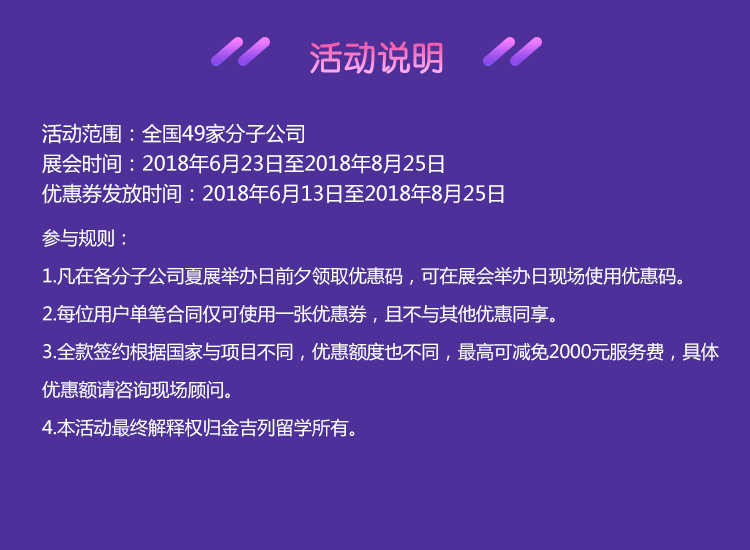 活动说明
活动范围：全国49家分子公司
展会时间：2018年6月23日至2018年8月25日
优惠券发放时间：2018年6月13日至2018年8月25日
参与规则：
1.凡在各分子公司夏展举办日前夕领取优惠码，可在展会举办日现场使用优惠码。
2.每位用户单笔合同仅可使用一张优惠券，且不与其他优惠同享。
3.全款签约根据国家与项目不同，优惠额度也不同，最高可减免2000元服务费，具体
优惠额请咨询现场顾问。
4.本活动最终解释权归金吉列留学所有。